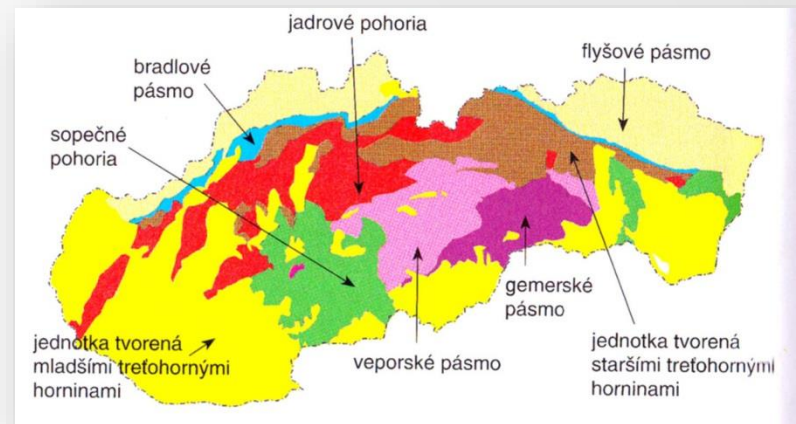 jadrové pohoria
flyšové pásmo
bradlové
pásmo
sopečné
pohoria
gemerské
pásmo
jednotka tvorená
mladšími treťohornými
horninami
veporské pásmo
jednotka tvorená
staršími treťohornými
horninami